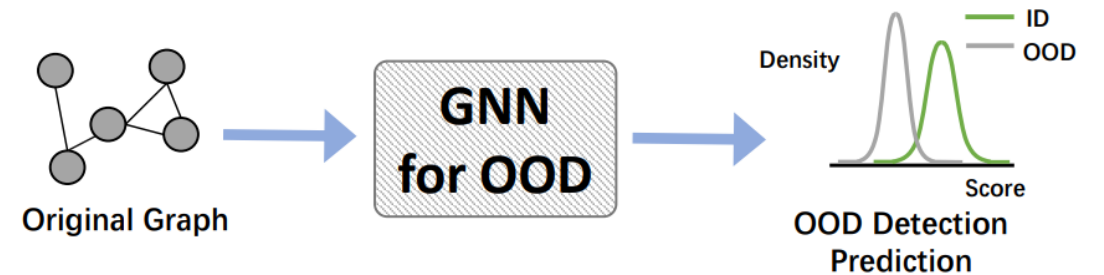 Original Graph
GNN
for OOD
Density
ID
OOD
Score
OOD Detection
Prediction